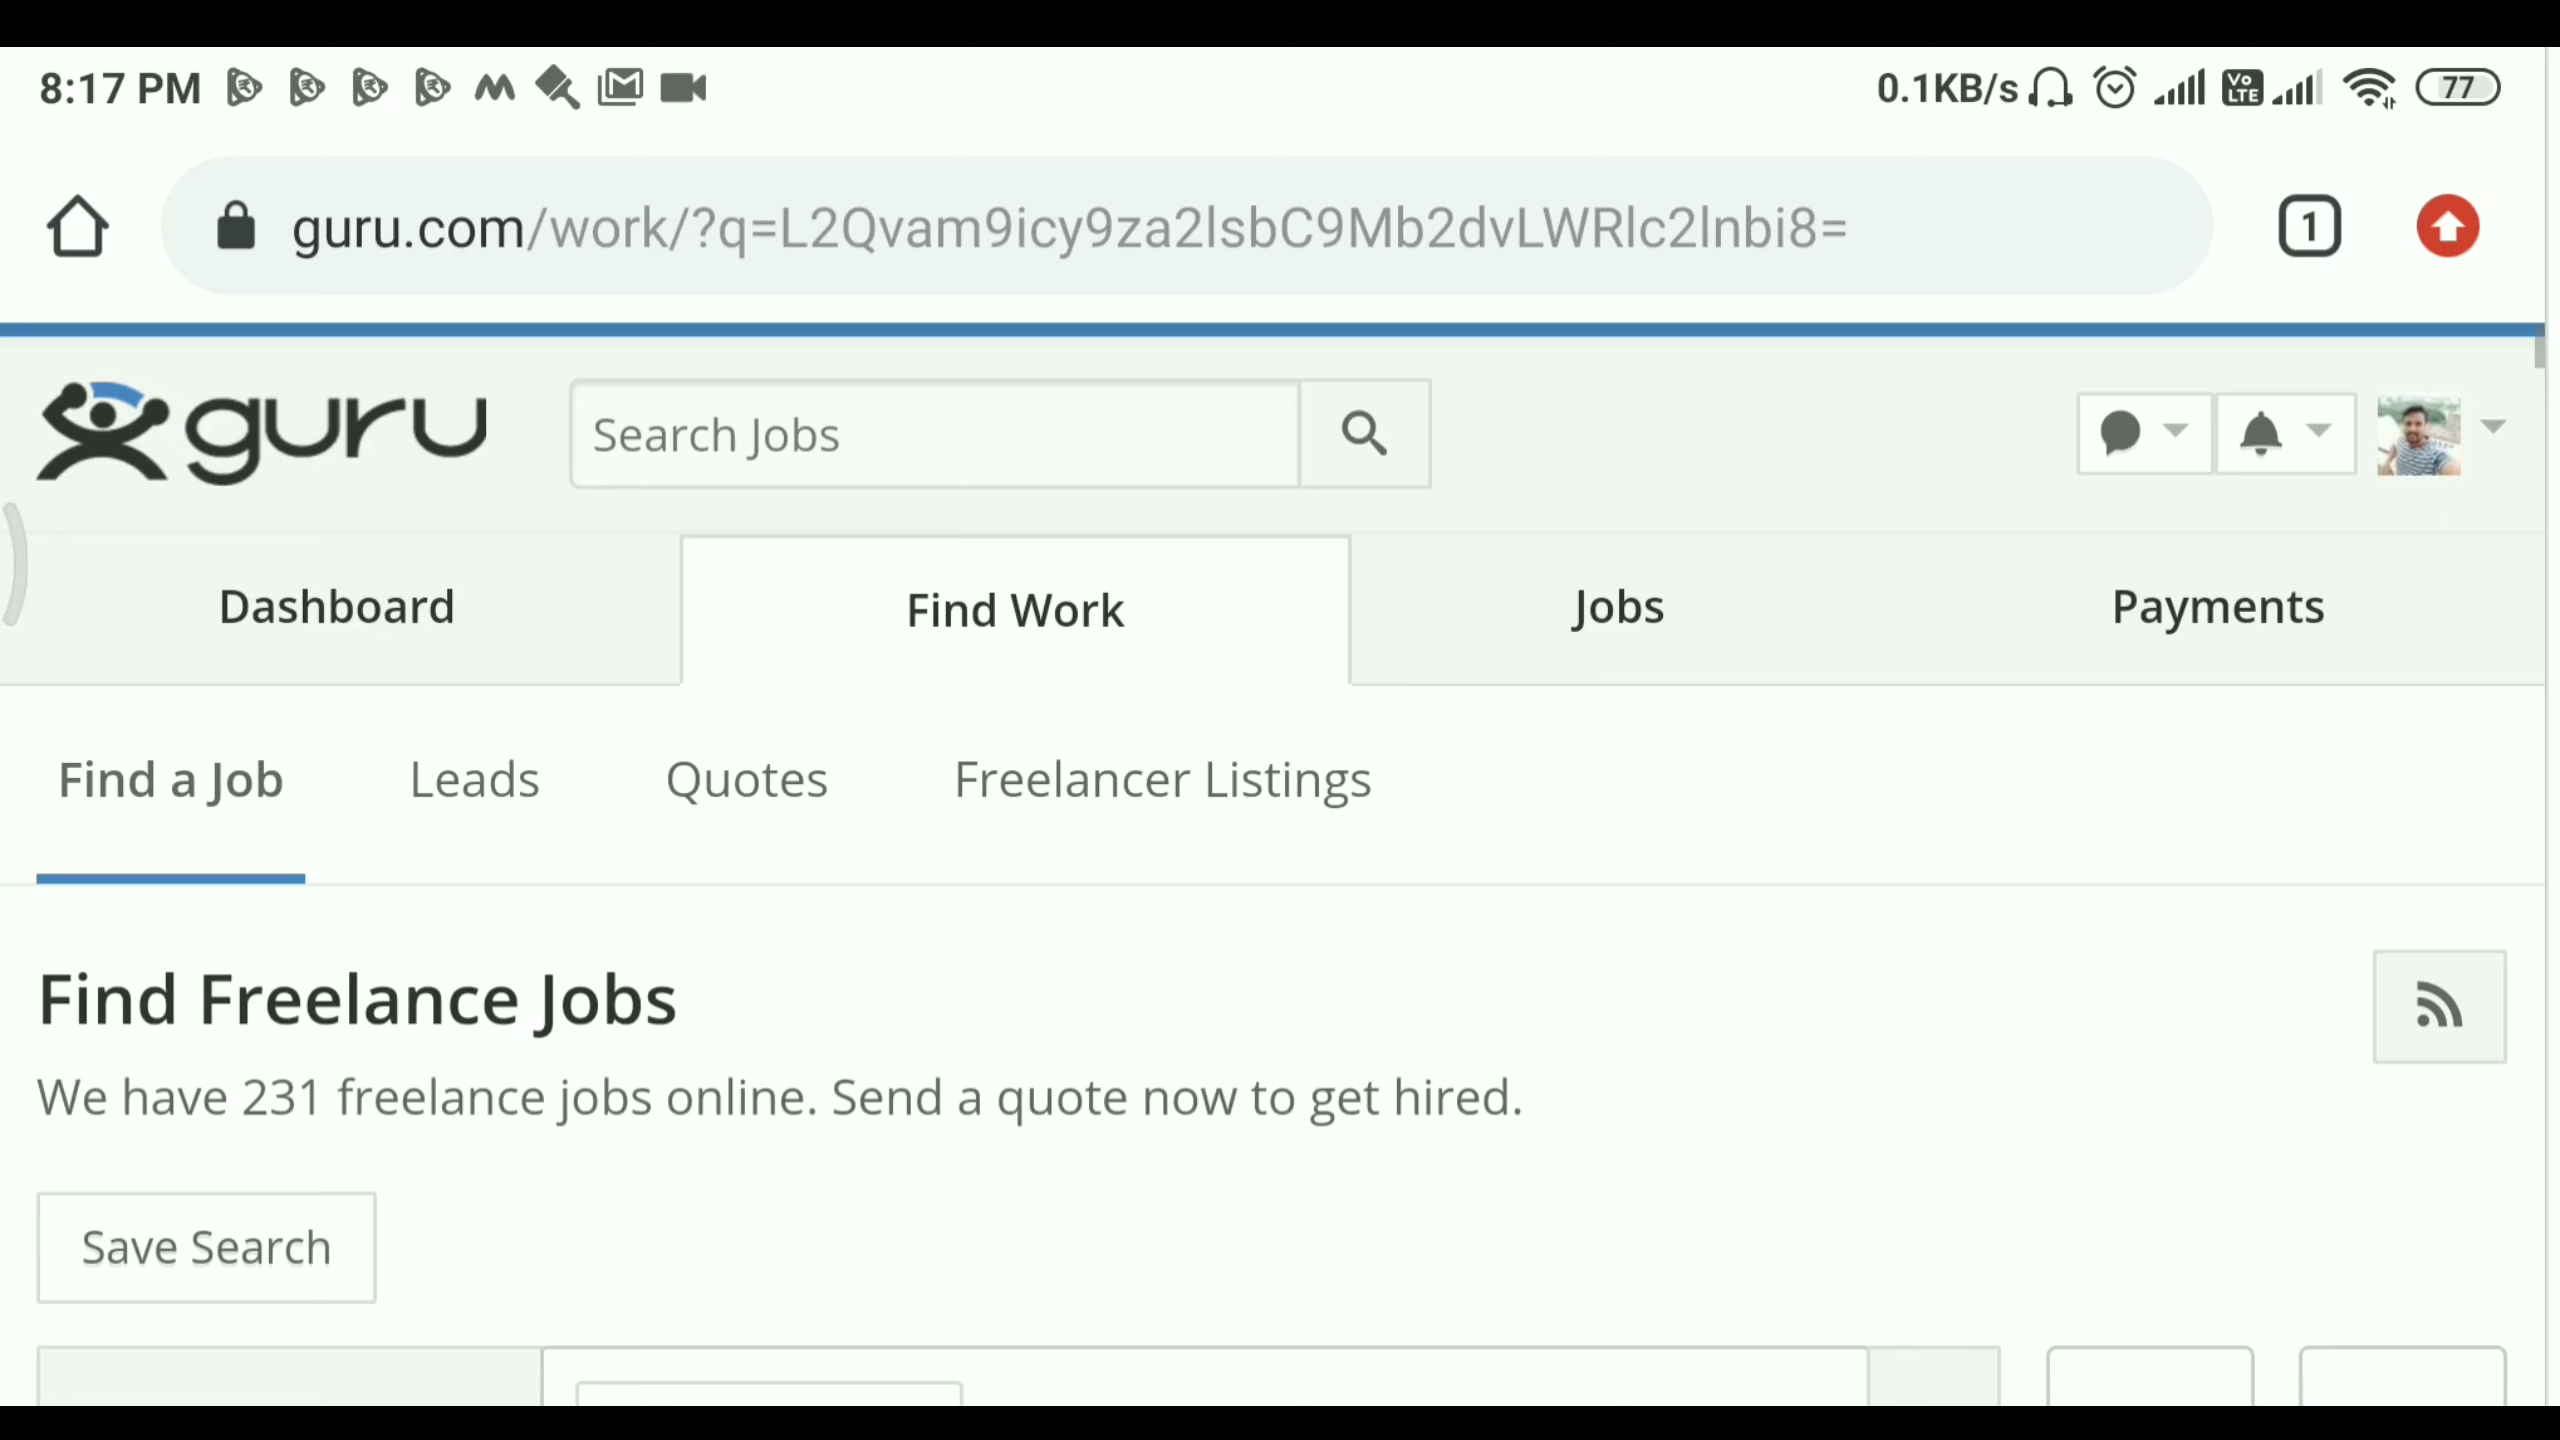 8:17 PM
0.1KB/s
Vo LTE
77
guru.com/work/?q=L2Qvam9icy9za2lsbC9Mb2dvLWRlc2lnbi8=
1
guru
Search Jobs
Dashboard
Find Work
Jobs
Payments
Find a Job
Leads
Quotes
Freelancer Listings
Find Freelance Jobs
We have 231 freelance jobs online. Send a quote now to get hired.
Save Search